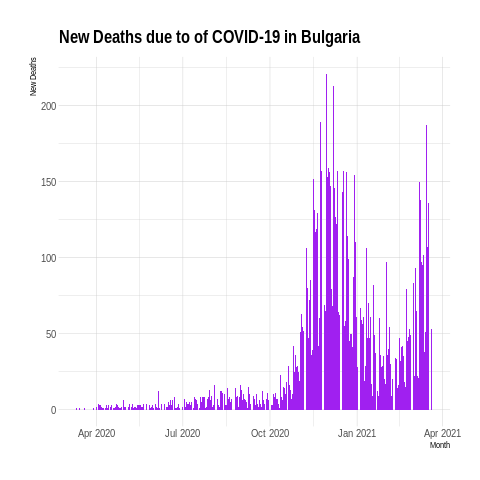 New Deaths due to of COVID-19 in Bulgaria
New Deaths
200
150
100
50
0
Apr 2020 Jul 2020 Oct 2020 Jan 2021 Apr 2021
Month